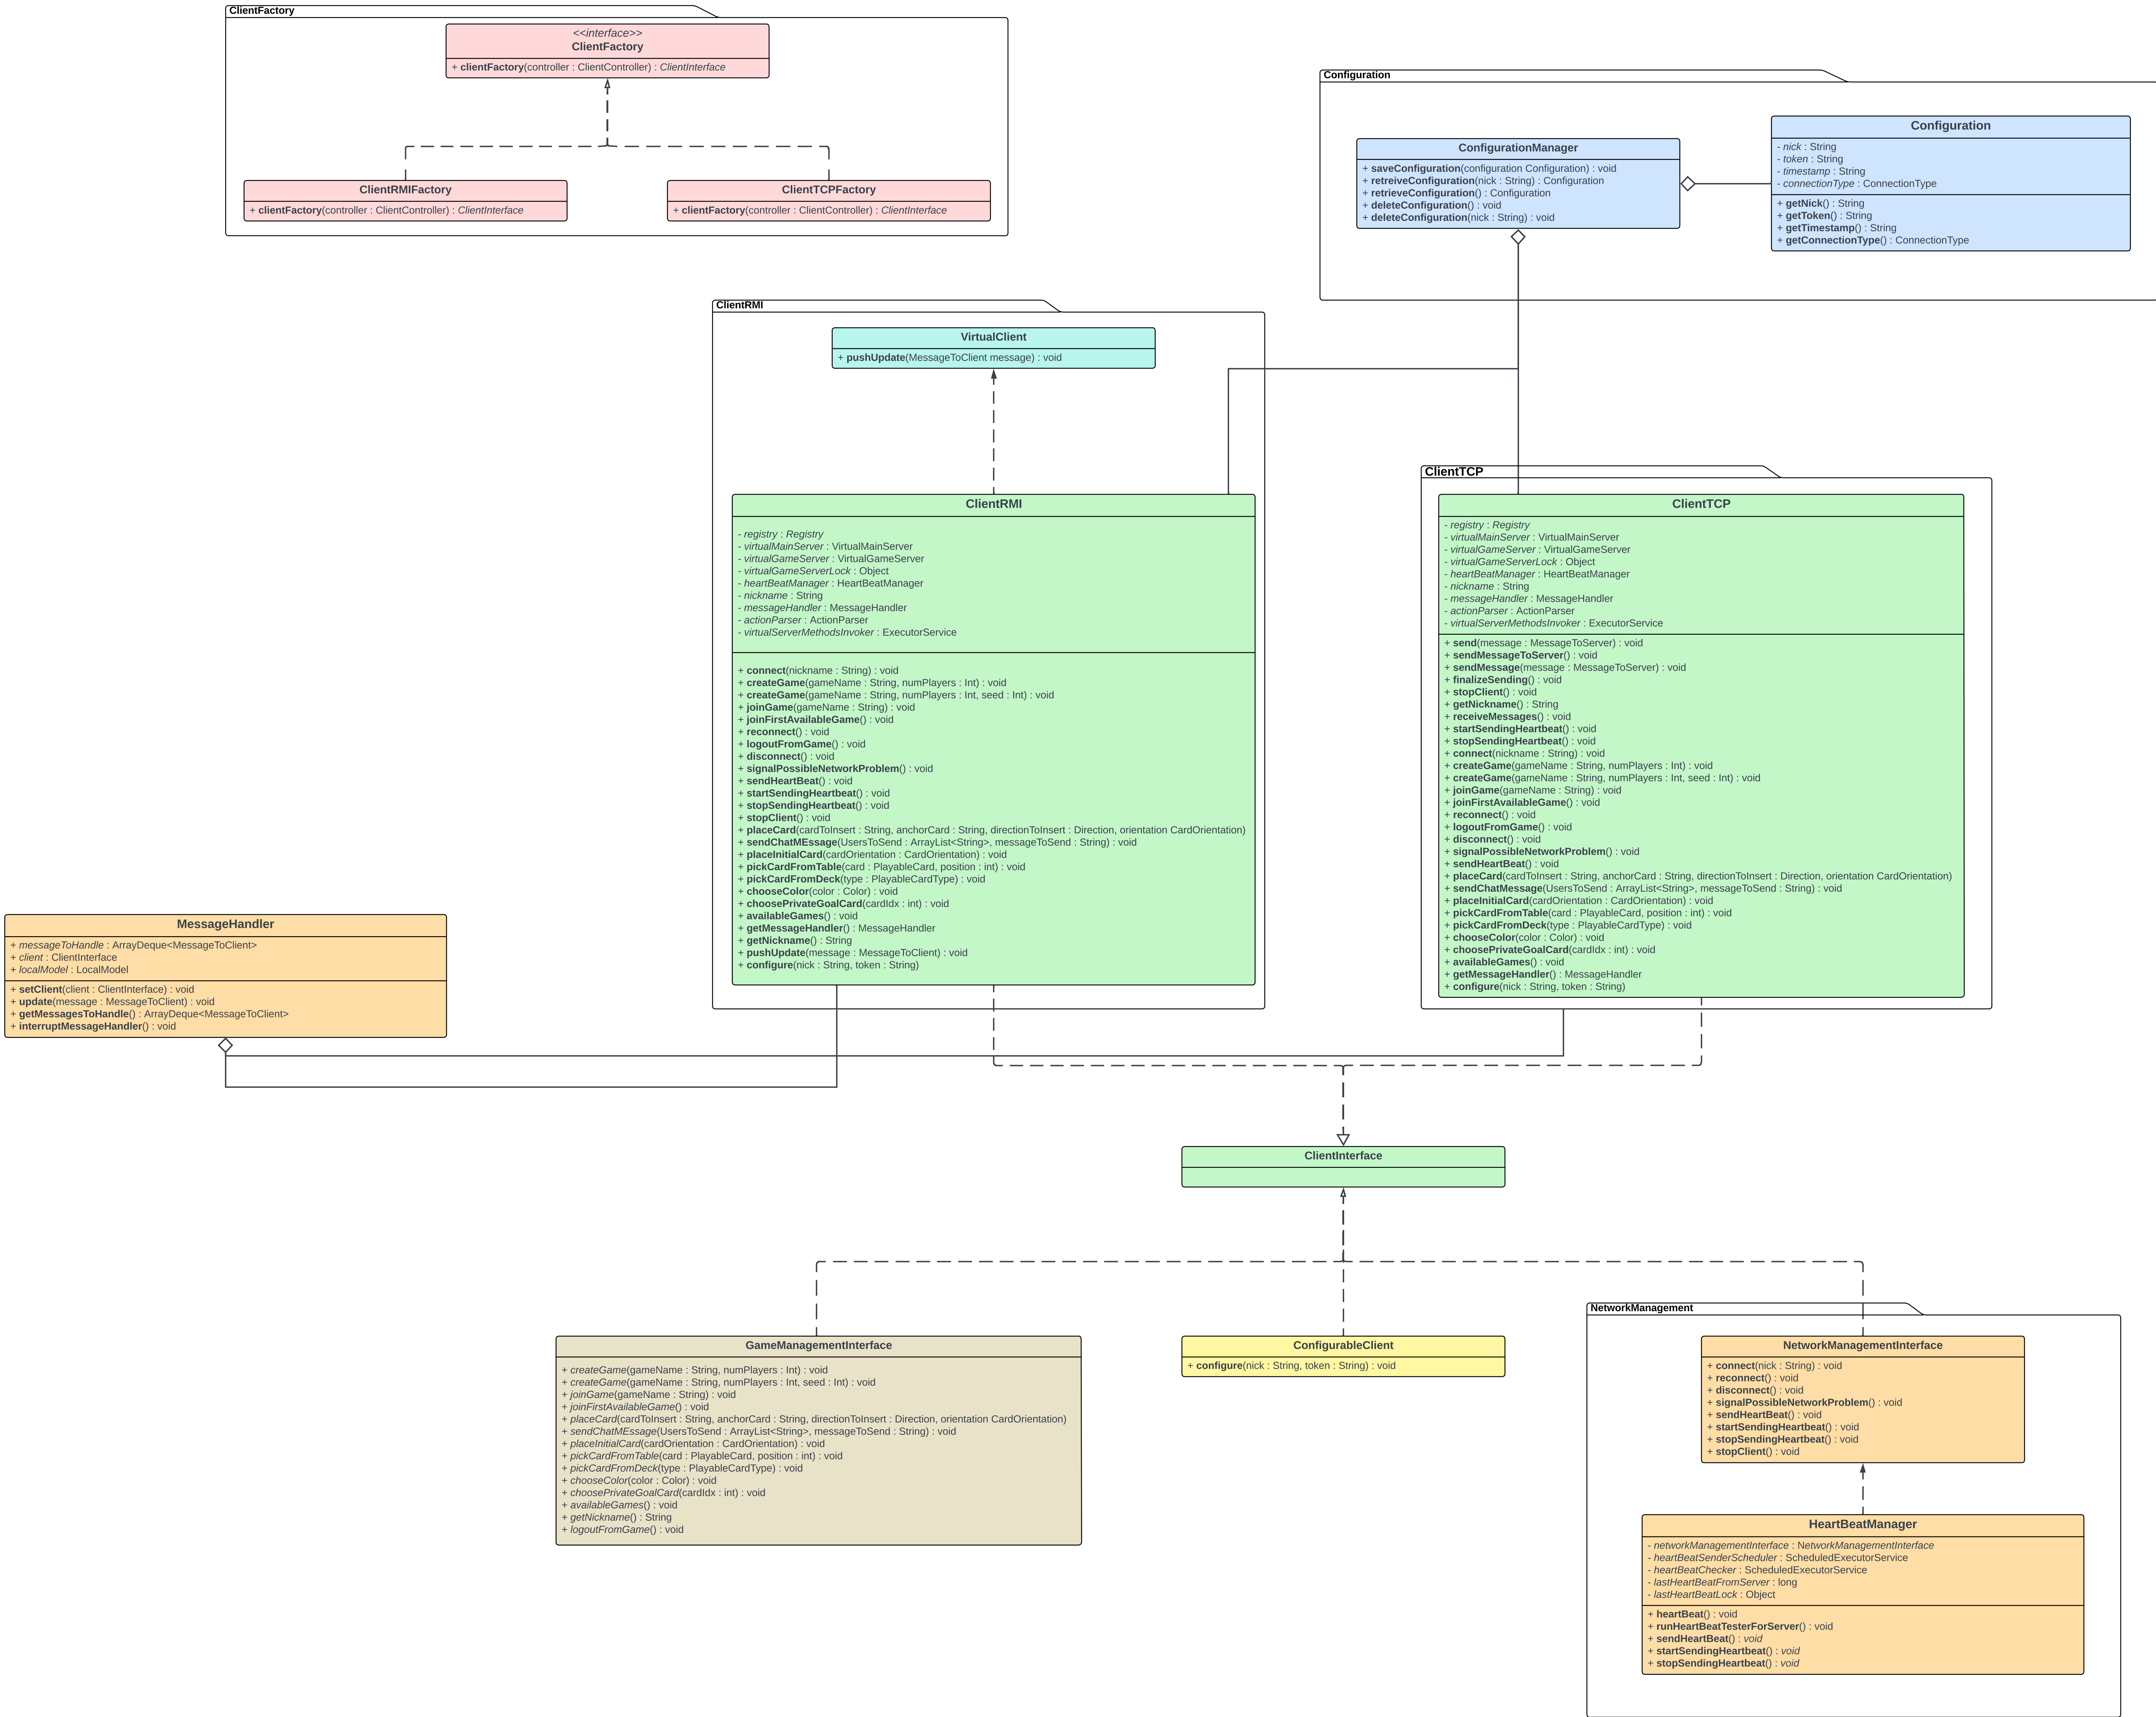 ClientFactory
<<interface>>
ClientFactory
+ clientFactory(controller : ClientController) : ClientInterface
ClientRMIFactory
+ clientFactory(controller : ClientController) : ClientInterface
ClientTCPFactory
+ clientFactory(controller : ClientController) : ClientInterface
Configuration
ConfigurationManager
+ saveConfiguration(configuration Configuration) : void
+ retreiveConfiguration(nick : String) : Configuration
+ retrieveConfiguration() : Configuration
+ deleteConfiguration() : void
+ deleteConfiguration(nick : String) : void
Configuration
- nick : String
- token : String
- timestamp : String
- connectionType : ConnectionType
+ getNick() : String
+ getToken() : String
+ getTimestamp() : String
+ getConnectionType() : ConnectionType
ClientRMI
VirtualClient
+ pushUpdate(MessageToClient message) : void
ClientRMI
- registry : Registry
- virtualMainServer : VirtualMainServer
- virtualGameServer : VirtualGameServer
- virtualGameServerLock : Object
- heartBeatManager : HeartBeatManager
- nickname : String
- messageHandler : MessageHandler
- actionParser : ActionParser
- virtualServerMethodsInvoker : ExecutorService
+ connect(nickname : String) : void
+ createGame(gameName : String, numPlayers : Int) : void
+ createGame(gameName : String, numPlayers : Int, seed : Int) : void
+ joinGame(gameName : String) : void
+ joinFirstAvailableGame() : void
+ reconnect() : void
+ logoutFromGame() : void
+ disconnect() : void
+ signalPossibleNetworkProblem() : void
+ sendHeartBeat() : void
+ startSendingHeartbeat() : void
+ stopSendingHeartbeat() : void
+ stopClient() : void
+ placeCard(cardToInsert : String, anchorCard : String, directionToInsert : Direction, orientation CardOrientation)
+ sendChatMEssage(UsersToSend : ArrayList<String>, messageToSend : String) : void
+ placeInitialCard(cardOrientation : CardOrientation) : void
+ pickCardFromTable(card : PlayableCard, position : int) : void
+ pickCardFromDeck(type : PlayableCardType) : void
+ chooseColor(color : Color) : void
+ choosePrivateGoalCard(cardIdx : int) : void
+ availableGames() : void
+ getMessageHandler() : MessageHandler
+ getNickname() : String
+ pushUpdate(message : MessageToClient) : void
+ configure(nick : String, token : String)
ClientTCP
ClientTCP
- registry : Registry
- virtualMainServer : VirtualMainServer
- virtualGameServer : VirtualGameServer
- virtualGameServerLock : Object
- heartBeatManager : HeartBeatManager
- nickname : String
- messageHandler : MessageHandler
- actionParser : ActionParser
- virtualServerMethodsInvoker : ExecutorService
+ send(message : MessageToServer) : void
+ sendMessageToServer() : void
+ sendMessage(message : MessageToServer) : void
+ finalizeSending() : void
+ stopClient() : void
+ getNickname() : String
+ receiveMessages() : void
+ startSendingHeartbeat() : void
+ stopSendingHeartbeat() : void
+ connect(nickname : String) : void
+ createGame(gameName : String, numPlayers : Int) : void
+ createGame(gameName : String, numPlayers : Int, seed : Int) : void
+ joinGame(gameName : String) : void
+ joinFirstAvailableGame() : void
+ reconnect() : void
+ logoutFromGame() : void
+ disconnect() : void
+ signalPossibleNetworkProblem() : void
+ sendHeartBeat() : void
+ placeCard(cardToInsert : String, anchorCard : String, directionToInsert : Direction, orientation CardOrientation)
+ sendChatMessage(UsersToSend : ArrayList<String>, messageToSend : String) : void
+ placeInitialCard(cardOrientation : CardOrientation) : void
+ pickCardFromTable(card : PlayableCard, position : int) : void
+ pickCardFromDeck(type : PlayableCardType) : void
+ chooseColor(color : Color) : void
+ choosePrivateGoalCard(cardIdx : int) : void
+ availableGames() : void
+ getMessageHandler() : MessageHandler
+ configure(nick : String, token : String)
MessageHandler
+ messageToHandle : ArrayDeque<MessageToClient>
+ client : ClientInterface
+ localModel : LocalModel
+ setClient(client : ClientInterface) : void
+ update(message : MessageToClient) : void
+ getMessagesToHandle() : ArrayDeque<MessageToClient>
+ interruptMessageHandler() : void
ClientInterface
GameManagementInterface
+ createGame(gameName : String, numPlayers : Int) : void
+ createGame(gameName : String, numPlayers : Int, seed : Int) : void
+ joinGame(gameName : String) : void
+ joinFirstAvailableGame() : void
+ placeCard(cardToInsert : String, anchorCard : String, directionToInsert : Direction, orientation CardOrientation)
+ sendChatMEssage(UsersToSend : ArrayList<String>, messageToSend : String) : void
+ placeInitialCard(cardOrientation : CardOrientation) : void
+ pickCardFromTable(card : PlayableCard, position : int) : void
+ pickCardFromDeck(type : PlayableCardType) : void
+ chooseColor(color : Color) : void
+ choosePrivateGoalCard(cardIdx : int) : void
+ availableGames() : void
+ getNickname() : String
+ logoutFromGame() : void
ConfigurableClient
+ configure(nick : String, token : String) : void
NetworkManagement
NetworkManagementInterface
+ connect(nick : String) : void
+ reconnect() : void
+ disconnect() : void
+ signalPossibleNetworkProblem() : void
+ sendHeartBeat() : void
+ startSendingHeartbeat() : void
+ stopSendingHeartbeat() : void
+ stopClient() : void
HeartBeatManager
- networkManagementInterface : NetworkManagementInterface
- heartBeatSenderScheduler : ScheduledExecutorService
- heartBeatChecker : ScheduledExecutorService
- lastHeartBeatFromServer : long
- lastHeartBeatLock : Object
+ heartBeat() : void
+ runHeartBeatTesterForServer() : void
+ sendHeartBeat() : void
+ startSendingHeartbeat() : void
+ stopSendingHeartbeat() : void